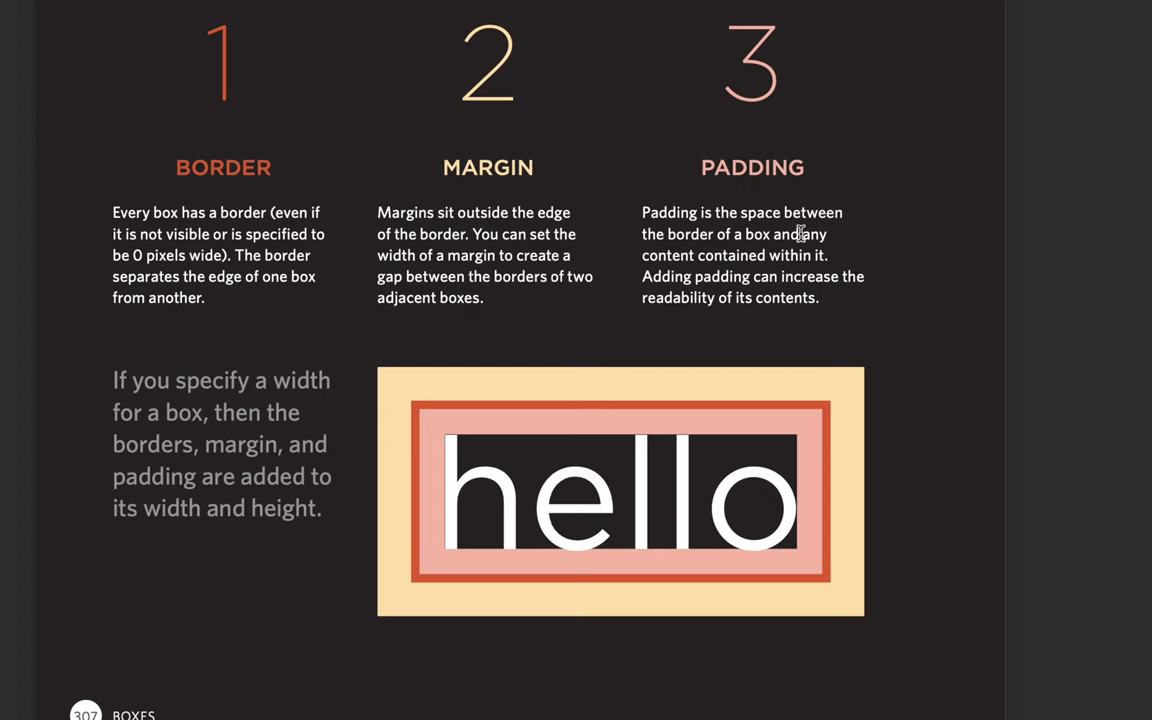 1
2
3
BORDER
MARGIN
PADDING
Every box has a border (even if
it is not visible or is specified to
be 0 pixels wide). The border
separates the edge of one box
from another.
Margins sit outside the edge
of the border. You can set the
width of a margin to create a
gap between the borders of two
adjacent boxes.
Padding is the space between
the border of a box and any
content contained within it.
Adding padding can increase the
readability of its contents.
If you specify a width
for a box, then the
borders, margin, and
padding are added to
its width and height.
hello
307 BOXES